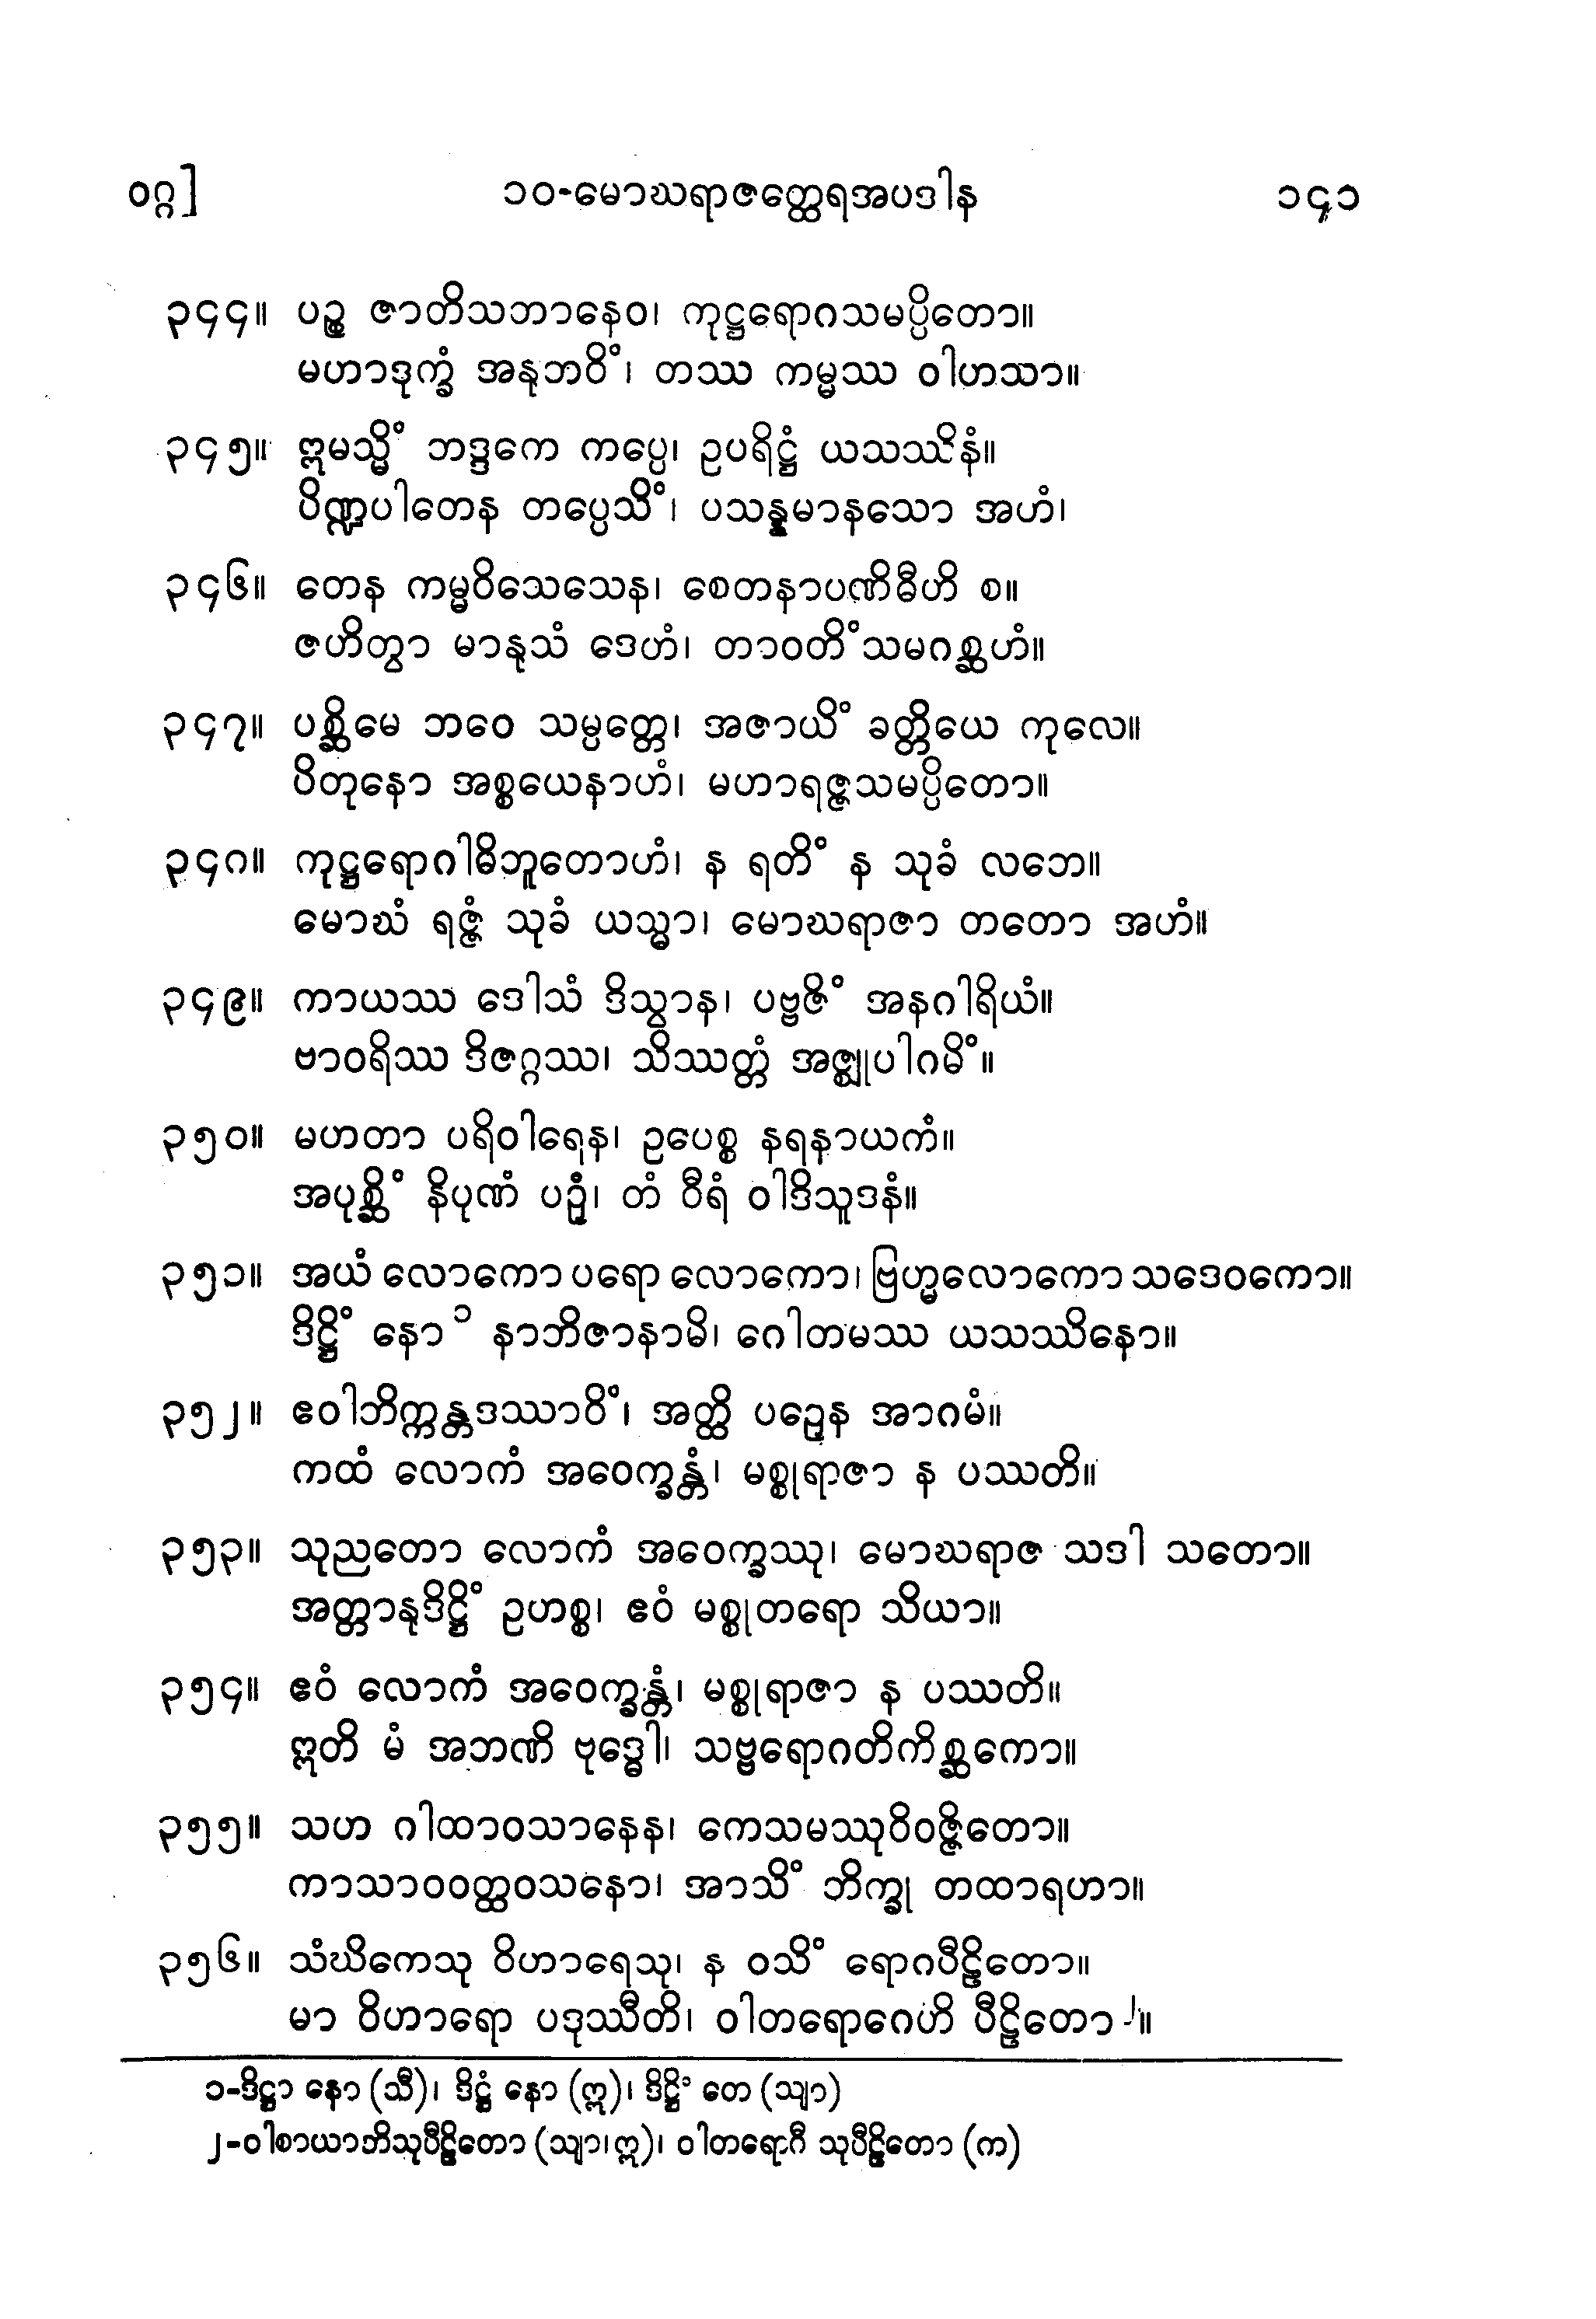 ဝဂ္ဂ]
၁၀-မောဃရာဇတ္ထေရအပဒါန
၁၄၁
၃၄၄။ ပဉ္စ ဇာတိသဘာနေဝ၊ ကုဋ္ဌရောဂသမပ္ပိတော။
မဟာဒုက္ခံ အနုဘဝိံ၊ တဿ ကမ္မဿ ဝါဟသာ။
၃၄၅။ ဣမသ္မိံ ဘဒ္ဒကေ ကပ္ပေ၊ ဥပရိဋ္ဌံ ယသဿိနံ။
ပိဏ္ဍပါတေန တပ္ပေသိံ၊ ပသန္နမာနသော အဟံ၊
၃၄၆။ တေန ကမ္မဝိသေသေန၊ စေတနာပဏိဓီဟိ စ။
ဇဟိတွာ မာနုသံ ဒေဟံ၊ တာဝတိံသမဂစ္ဆဟံ။
၃၄၇။ ပစ္ဆိမေ ဘဝေ သမ္ပတ္တေ၊ အဇာယိံ ခတ္တိယေ ကုလေ။
ပိတုနော အစ္စယေနာဟံ၊ မဟာရဇ္ဇသမပ္ပိတော။
၃၄၈။ ကုဋ္ဌရောဂါဓိဘူတောဟံ၊ န ရတိံ န သုခံ လဘေ။
မောဃံ ရဇ္ဇံ သုခံ ယသ္မာ၊ မောဃရာဇာ တတော အဟံ။
၃၄၉။ ကာယဿ ဒေါသံ ဒိသွာန၊ ပဗ္ဗဇိံ အနဂါရိယံ။
ဗာဝရိဿ ဒိဇဂ္ဂဿ၊ သိဿတ္တံ အဇ္ဈုပါဂမိံ။
၃၅၀။ မဟတာ ပရိဝါရေန၊ ဥပေစ္စ နရနာယကံ။
အပုစ္ဆိံ နိပုဏံ ပဉှံ၊ တံ ဝီရံ ဝါဒိသူဒနံ။
၃၅၁။ အယံ လောကော ပရော လောကော၊ ဗြဟ္မလောကော သဒေဝကော။
ဒိဋ္ဌိံ နော ၁ နာဘိဇာနာမိ၊ ဂေါတမဿ ယသဿိနော။
၃၅၂။ ဧဝါဘိက္ကန္တဒဿာဝိံ၊ အတ္ထိ ပဉှေန အာဂမံ။
ကထံ လောကံ အဝေက္ခန္တံ၊ မစ္စုရာဇာ န ပဿတိ။
၃၅၃။ သုညတော လောကံ အဝေက္ခဿု၊ မောဃရာဇ သဒါ သတော။
အတ္တာနုဒိဋ္ဌိံ ဥဟစ္စ၊ ဧဝံ မစ္စုတရော သိယာ။
၃၅၄။ ဧဝံ လောကံ အဝေက္ခန္တံ၊ မစ္စုရာဇာ န ပဿတိ။
ဣတိ မံ အဘဏိ ဗုဒ္ဓေါ၊ သဗ္ဗရောဂတိကိစ္ဆကော။
၃၅၅။ သဟ ဂါထာဝသာနေန၊ ကေသမဿုဝိဝဇ္ဇိတော။
ကာသာဝဝတ္ထဝသနော၊ အာသိံ ဘိက္ခု တထာရဟာ။
၃၅၆။ သံဃိကေသု ဝိဟာရေသု၊ န ဝသိံ ရောဂပီဠိတော။
မာ ဝိဟာရော ပဒုဿီတိ၊ ဝါတရောဂေဟိ ပီဠိတော ၂။
၁-ဒိဋ္ဌာ နော (သီ)၊ ဒိဋ္ဌံ နော (ဣ)၊ ဒိဋ္ဌိံ တေ (သျာ)
၂-ဝါစာယာဘိသုပီဠိတော (သျာ၊ဣ)၊ ဝါတရောဂီ သုပီဠိတော (က)